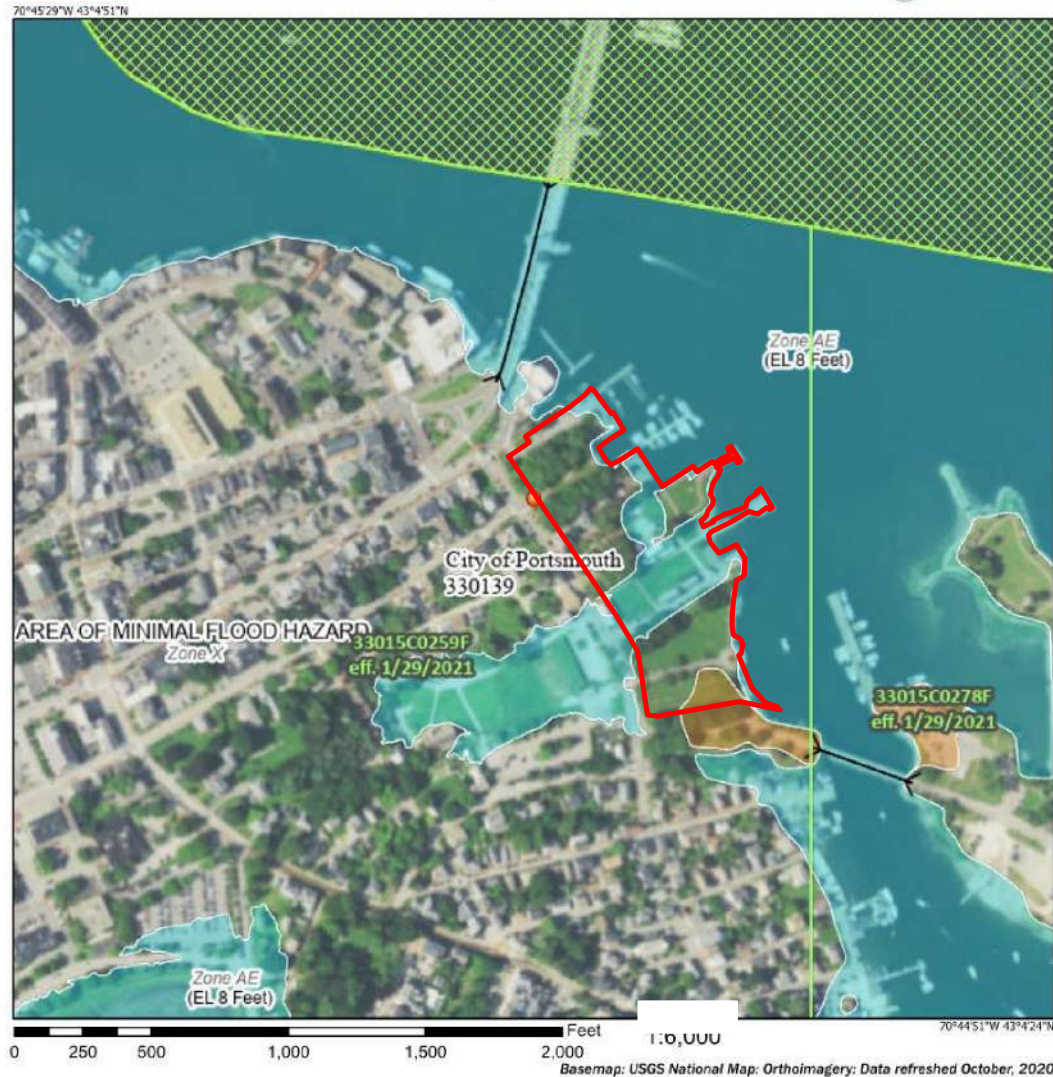 70°45'29"W 43°4'51"N
Zone AE
(EL 8 Feet)
City of Portsmouth
330139
AREA OF MINIMAL FLOOD HAZARD
Zone X
33015C0259F
eff. 1/29/2021
33015C0278F
eff. 1/29/2021
Zone AE
(EL 8 Feet)
70°44'51"W 43°4'24"N
Feet
1:6,000
0 250 500 1,000 1,500 2,000
Basemap: USGS National Map: Orthoimagery: Data refreshed October, 2020